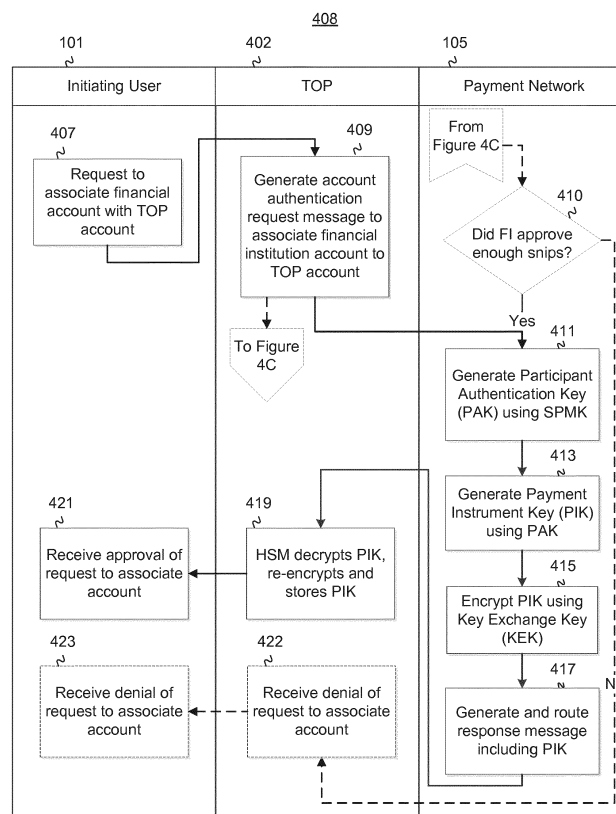 408
101
402
105
Initiating User
TOP
Payment Network
407
Request to
associate financial
account with TOP
account
409
Generate account
authentication
request message to
associate financial
institution account to
TOP account
To Figure
4C
From
Figure 4C
410
Did FI approve
enough snips?
Yes
411
Generate Participant
Authentication Key
(PAK) using SPMK
413
Generate Payment
Instrument Key (PIK)
using PAK
415
Encrypt PIK using
Key Exchange Key
(KEK)
417
Generate and route
response message
including PIK
N
419
HSM decrypts PIK,
re-encrypts and
stores PIK
421
Receive approval of
request to associate
account
422
Receive denial of
request to associate
account
423
Receive denial of
request to associate
account